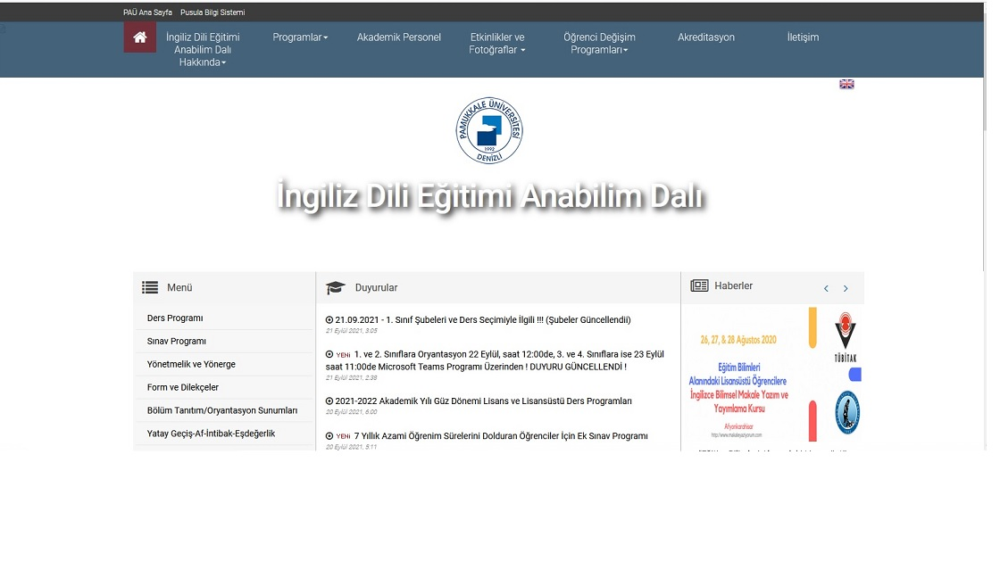 PAÜ Ana Sayfa Pusula Bilgi Sistemi
İngiliz Dili Eğitimi
Anabilim Dalı
Hakkında
Programlar
Akademik Personel
Etkinlikler ve
Fotoğraflar
Öğrenci Değişim
Programları
Akreditasyon
İletişim
PAMUKKALE ÜNİVERSİTESİ
1992
DENİZLİ
İngiliz Dili Eğitimi Anabilim Dalı
Menü
Ders Programı
Sınav Programı
Yönetmelik ve Yönerge
Form ve Dilekçeler
Bölüm Tanıtım/Oryantasyon Sunumları
Yatay Geçiş-Af-İntibak-Eşdeğerlik
Duyurular
21.09.2021 - 1. Sınıf Şubeleri ve Ders Seçimiyle İlgili !!! (Şubeler Güncellendii)
21 Eylül 2021, 3:05
YENİ 1. ve 2. Sınıflara Oryantasyon 22 Eylül, saat 12:00de, 3. ve 4. Sınıflara ise 23 Eylül
saat 11:00de Microsoft Teams Programı Üzerinden ! DUYURU GÜNCELLENDİ !
21 Eylül 2021, 2:38
2021-2022 Akademik Yılı Güz Dönemi Lisans ve Lisansüstü Ders Programları
20 Eylül 2021, 6:00
YENİ 7 Yıllık Azami Öğrenim Sürelerini Dolduran Öğrenciler İçin Ek Sınav Programı
20 Eylül 2021, 5:11
Haberler
26, 27, & 28 Ağustos 2020
Eğitim Bilimleri
Alanındaki Lisansüstü Öğrencilere
İngilizce Bilimsel Makale Yazım ve
Yayımlama Kursu
Afyonkarahisar
TÜBİTAK